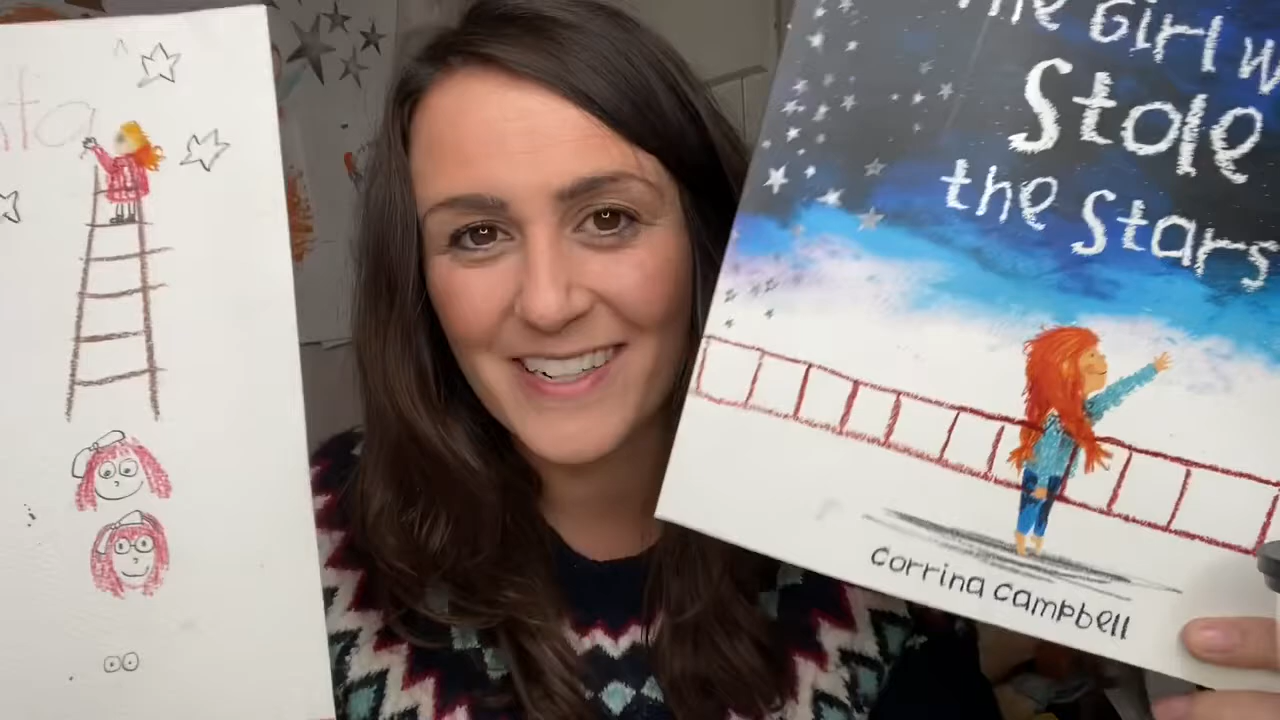 The Girl W
Stole
the Stars
corrina campbell